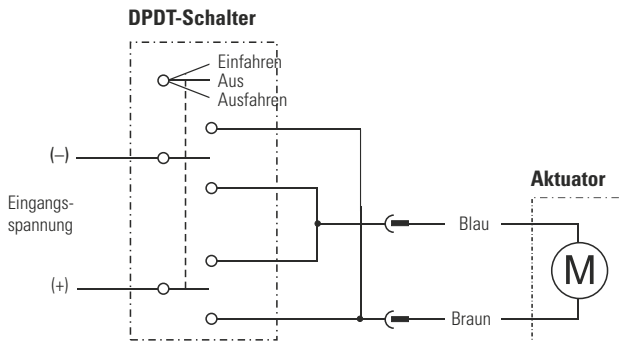 DPDT-Schalter
Einfahren
Aus
Ausfahren
(–)
Eingangs-
spannung
(+)
Aktuator
Blau
M
Braun